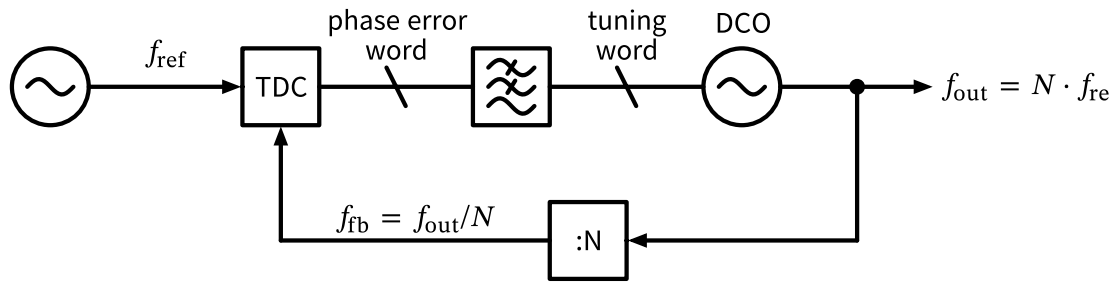 phase error
word
tuning
word
DCO
f_ref
TDC
f_out = N · f_re
f_fb = f_out/N
:N